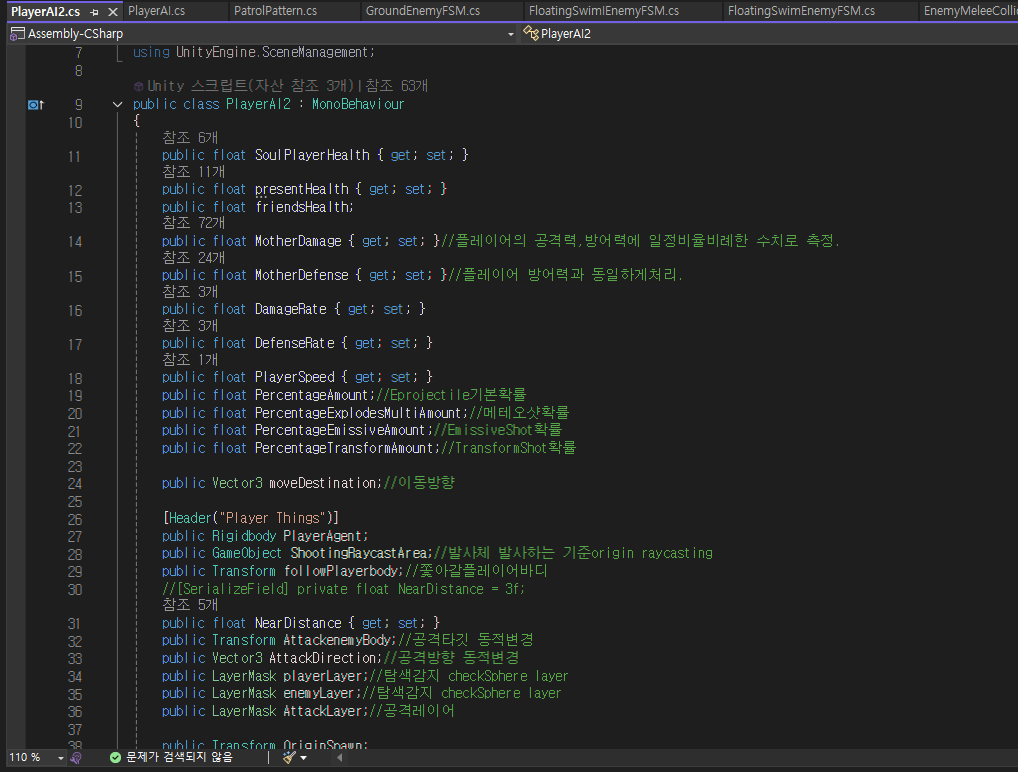 PlayerAI2.cs PlayerAI.cs PatrolPattern.cs GroundEnemyFSM.cs FloatingSwimIEnemyFSM.cs FloatingSwimEnemyFSM.cs EnemyMeleeColli
Assembly-CSharp PlayerAI2
7 using UnityEngine.SceneManagement;
8
Unity 스크립트(자산 참조 3개)|참조 63개
9 public class PlayerAI2 : MonoBehaviour
10 {
참조 6개
11 public float SoulPlayerHealth { get; set; }
참조 11개
12 public float presentHealth { get; set; }
13 public float friendsHealth;
참조 72개
14 public float MotherDamage { get; set; }//플레이어의 공격력,방어력에 일정비율비례한 수치로 측정.
참조 24개
15 public float MotherDefense { get; set; }//플레이어 방어력과 동일하게처리.
참조 3개
16 public float DamageRate { get; set; }
참조 3개
17 public float DefenseRate { get; set; }
참조 1개
18 public float PlayerSpeed { get; set; }
19 public float PercentageAmount;//Eprojectile기본확률
20 public float PercentageExplodesMultiAmount;//메테오샷확률
21 public float PercentageEmissiveAmount;//EmissiveShot확률
22 public float PercentageTransformAmount;//TransformShot확률
23
24 public Vector3 moveDestination;//이동방향
25
26 [Header("Player Things")]
27 public Rigidbody PlayerAgent;
28 public GameObject ShootingRaycastArea;//발사체 발사하는 기준origin raycasting
29 public Transform followPlayerbody;//쫓아갈플레이어바디
30 //[SerializeField] private float NearDistance = 3f;
참조 5개
31 public float NearDistance { get; set; }
32 public Transform AttackenemyBody;//공격타깃 동적변경
33 public Vector3 AttackDirection;//공격방향 동적변경
34 public LayerMask playerLayer;//탐색감지 checkSphere layer
35 public LayerMask enemyLayer;//탐색감지 checkSphere layer
36 public LayerMask AttackLayer;//공격레이어
37
38 public Transform OriginSpawn;
110 % 문제가 검색되지 않음